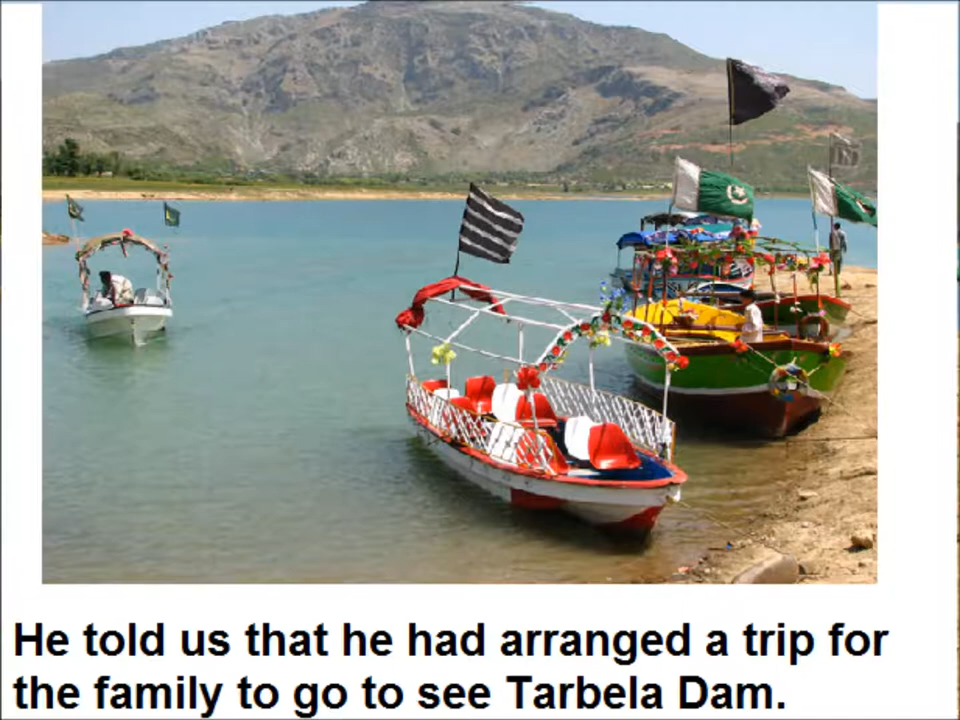 He told us that he had arranged a trip for
the family to go to see Tarbela Dam.